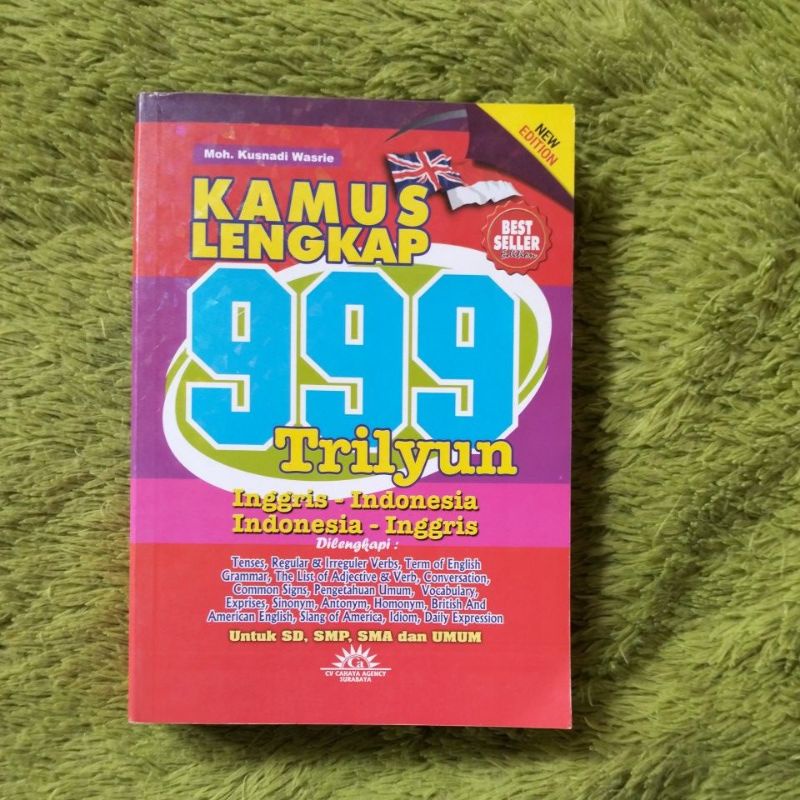 NEW
EDITION
Moh. Kusnadi Wasrie
KAMUS
LENGKAP
BEST
SELLER
999
Trilyun
Inggris - Indonesia
Indonesia - Inggris
Dilengkapi :
Tenses, Regular & Irreguler Verbs, Term of English
Grammar, The List of Adjective & Verb, Conversation,
Common Signs, Pengetahuan Umum, Vocabulary,
Exprises, Sinonym, Antonym, Homonym, British And
American English, Slang of America, Idiom, Daily Expression
Untuk SD, SMP, SMA dan UMUM
Ca
CV CAHAYA AGENCY
SURABAYA